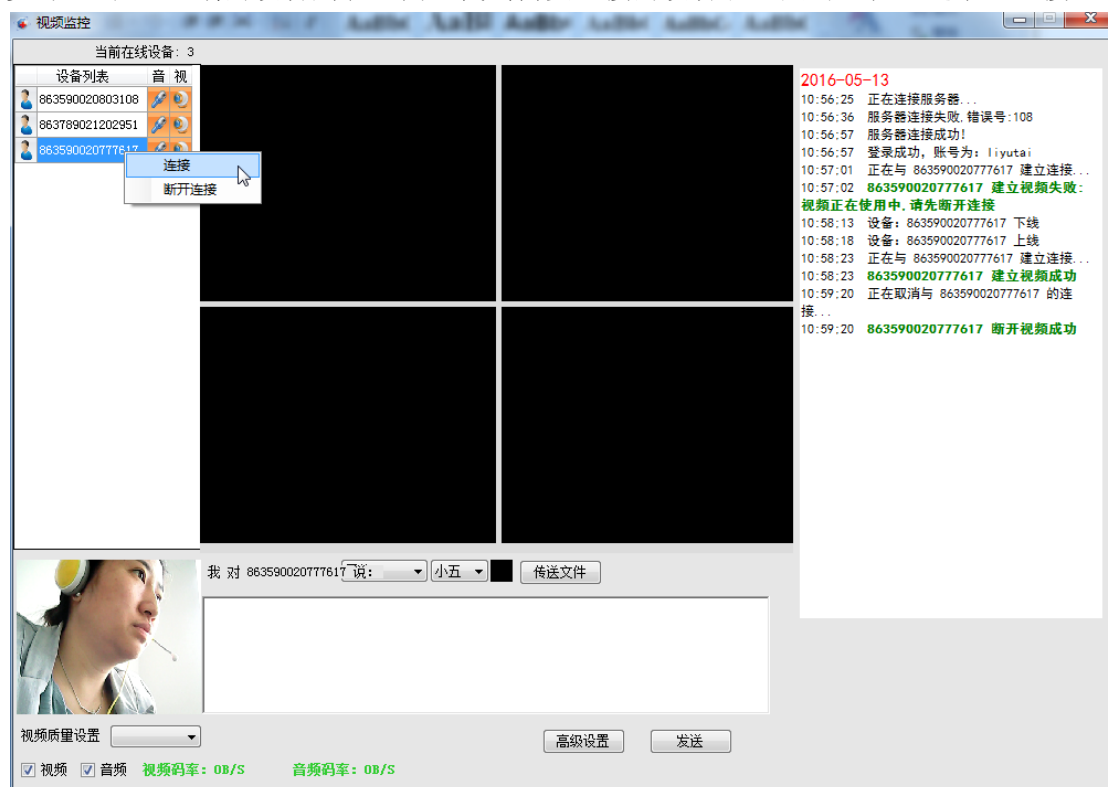 视频监控
当前在线设备: 3
设备列表 音 视
863590020803108
863789021202951
863590020777617
连接
断开连接
2016-05-13
10:56:25 正在连接服务器...
10:56:36 服务器连接失败,错误号:108
10:56:57 服务器连接成功!
10:56:57 登录成功, 账号为: liyutai
10:57:01 正在与 863590020777617 建立连接...
10:57:02 863590020777617 建立视频失败:
视频正在使用中,请先断开连接
10:58:13 设备: 863590020777617 下线
10:58:18 设备: 863590020777617 上线
10:58:23 正在与 863590020777617 建立连接...
10:58:23 863590020777617 建立视频成功
10:59:20 正在取消与 863590020777617 的连
接...
10:59:20 863590020777617 断开视频成功
我 对 863590020777617 说: 小五 传送文件
视频质量设置 高级设置 发送
视频 音频 视频码率: 0B/S 音频码率: 0B/S